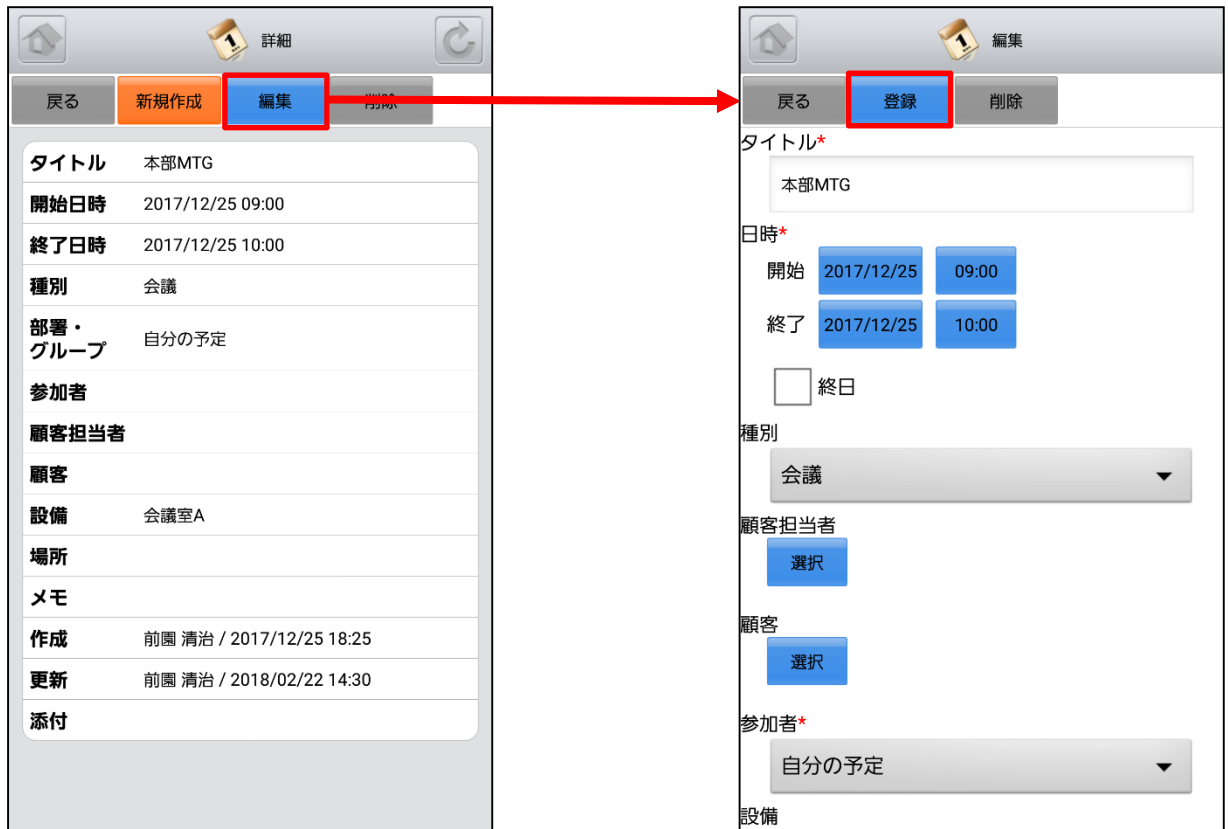 詳細
戻る 新規作成 編集 削除
タイトル 本部MTG
開始日時 2017/12/25 09:00
終了日時 2017/12/25 10:00
種別 会議
部署・
グループ 自分の予定
参加者
顧客担当者
顧客
設備 会議室A
場所
メモ
作成 前園 清治 / 2017/12/25 18:25
更新 前園 清治 / 2018/02/22 14:30
添付
編集
戻る 登録 削除
タイトル*
本部MTG
日時*
開始 2017/12/25 09:00
終了 2017/12/25 10:00
終日
種別
会議
顧客担当者
選択
顧客
選択
参加者*
自分の予定
設備